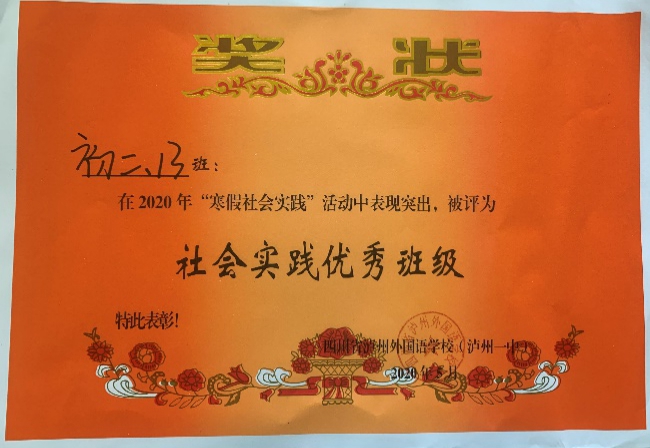 奖 状
初二、13班：
在2020年“寒假社会实践”活动中表现突出，被评为
社会实践优秀班级
特此表彰!
四川省泸州外国语学校（泸州一中）
2020年5月